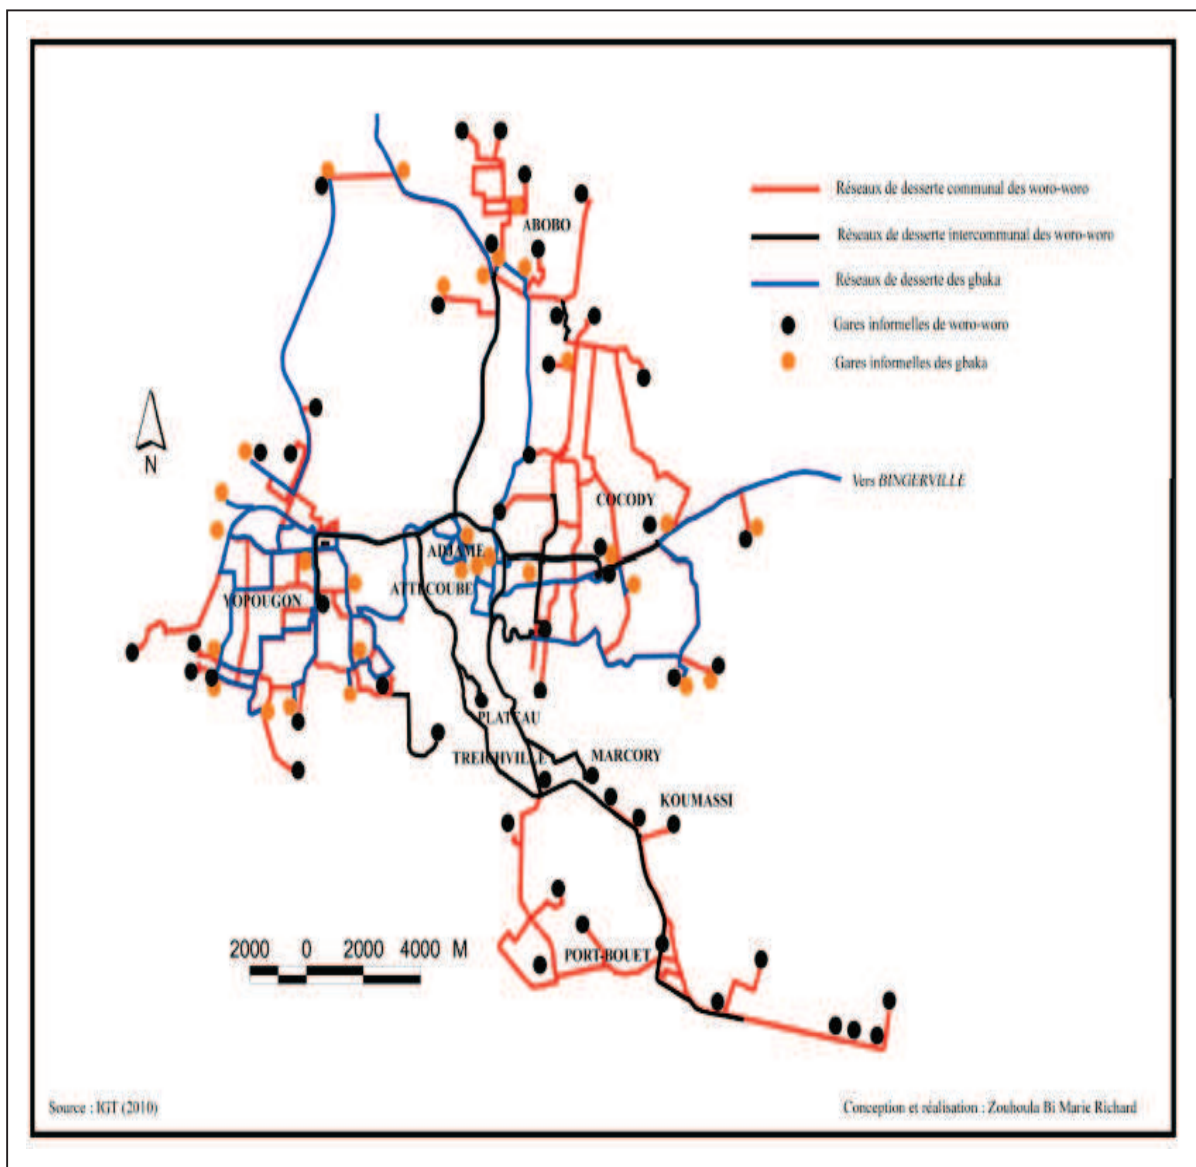 ABOBO
Réseaux de desserte communal des woro-woro
Réseaux de desserte intercommunal des woro-woro
Réseaux de desserte des gbaka
Gares informelles de woro-woro
Gares informelles des gbaka
N
COCODY
Vers BINGERVILLE
ADJAME
ATTECOUBE
YOPOUGON
PLATEAU
TREICHVILLE
MARCORY
KOUMASSI
PORT-BOUET
2000 0 2000 4000 M
Source : IGT (2010)
Conception et réalisation : Zouhoula Bi Marie Richard